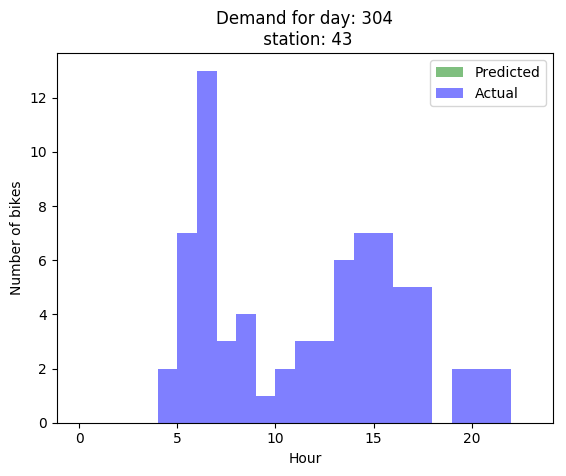 Demand for day: 304
station: 43
Predicted
Actual
Number of bikes
12
10
8
6
4
2
0
0 5 10 15 20
Hour